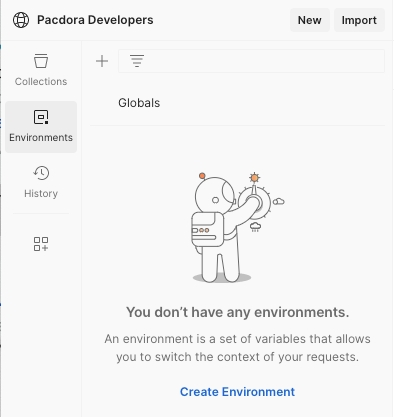 Pacdora Developers
New
Import
Collections
Environments
History
Globals
You don't have any environments.
An environment is a set of variables that allows
you to switch the context of your requests.
Create Environment